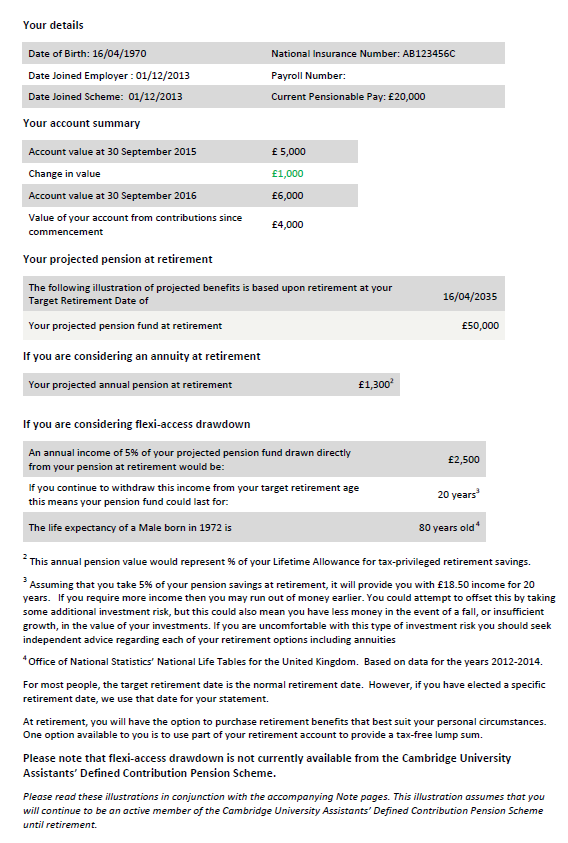 Your details
Date of Birth: 16/04/1970 National Insurance Number: AB123456C
Date Joined Employer : 01/12/2013 Payroll Number:
Date Joined Scheme: 01/12/2013 Current Pensionable Pay: £20,000
Your account summary
Account value at 30 September 2015 £ 5,000
Change in value £1,000
Account value at 30 September 2016 £6,000
Value of your account from contributions since
commencement £4,000
Your projected pension at retirement
The following illustration of projected benefits is based upon retirement at your
Target Retirement Date of 16/04/2035
Your projected pension fund at retirement £50,000
If you are considering an annuity at retirement
Your projected annual pension at retirement £1,300²
If you are considering flexi-access drawdown
An annual income of 5% of your projected pension fund drawn directly
from your pension at retirement would be: £2,500
If you continue to withdraw this income from your target retirement age
this means your pension fund could last for: 20 years³
The life expectancy of a Male born in 1972 is 80 years old ⁴
² This annual pension value would represent % of your Lifetime Allowance for tax-privileged retirement savings.
³ Assuming that you take 5% of your pension savings at retirement, it will provide you with £18.50 income for 20
years. If you require more income then you may run out of money earlier. You could attempt to offset this by taking
some additional investment risk, but this could also mean you have less money in the event of a fall, or insufficient
growth, in the value of your investments. If you are uncomfortable with this type of investment risk you should seek
independent advice regarding each of your retirement options including annuities
⁴ Office of National Statistics' National Life Tables for the United Kingdom. Based on data for the years 2012-2014.
For most people, the target retirement date is the normal retirement date. However, if you have elected a specific
retirement date, we use that date for your statement.
At retirement, you will have the option to purchase retirement benefits that best suit your personal circumstances.
One option available to you is to use part of your retirement account to provide a tax-free lump sum.
Please note that flexi-access drawdown is not currently available from the Cambridge University
Assistants' Defined Contribution Pension Scheme.
Please read these illustrations in conjunction with the accompanying Note pages. This illustration assumes that you
will continue to be an active member of the Cambridge University Assistants' Defined Contribution Pension Scheme
until retirement.